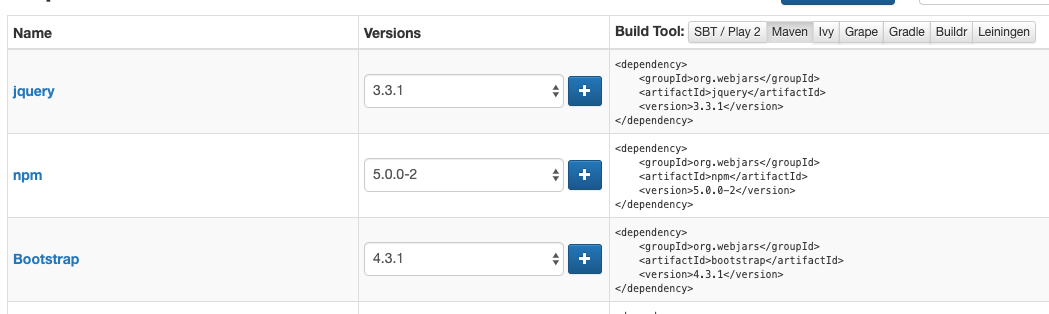 Name Versions Build Tool: SBT / Play 2 Maven Ivy Grape Gradle Buildr Leiningen
jquery 3.3.1 +
<dependency>
<groupId>org.webjars</groupId>
<artifactId>jquery</artifactId>
<version>3.3.1</version>
</dependency>
npm 5.0.0-2 +
<dependency>
<groupId>org.webjars</groupId>
<artifactId>npm</artifactId>
<version>5.0.0-2</version>
</dependency>
Bootstrap 4.3.1 +
<dependency>
<groupId>org.webjars</groupId>
<artifactId>bootstrap</artifactId>
<version>4.3.1</version>
</dependency>